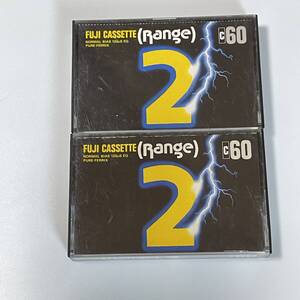 FUJI CASSETTE (Range) C60
NORMAL BIAS 120μS EQ
PURE-FERRIX
2
FUJI CASSETTE (Range) C60
NORMAL BIAS 120μS EQ
PURE-FERRIX
2